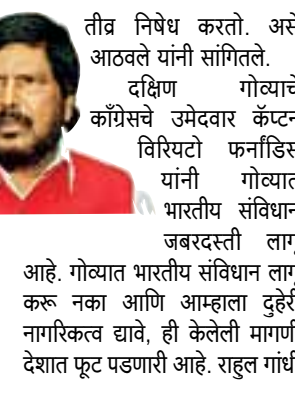 तीव्र निषेध करतो. असे
आठवले यांनी सांगितले.
दक्षिण गोव्याचे
काँग्रेसचे उमेदवार कॅप्टन
विरियटो फर्नांडिस
यांनी गोव्यात
भारतीय संविधान
जबरदस्ती लागू
आहे. गोव्यात भारतीय संविधान लागू
करू नका आणि आम्हाला दुहेरी
नागरिकत्व द्यावे, ही केलेली मागणी
देशात फूट पडणारी आहे. राहुल गांधी